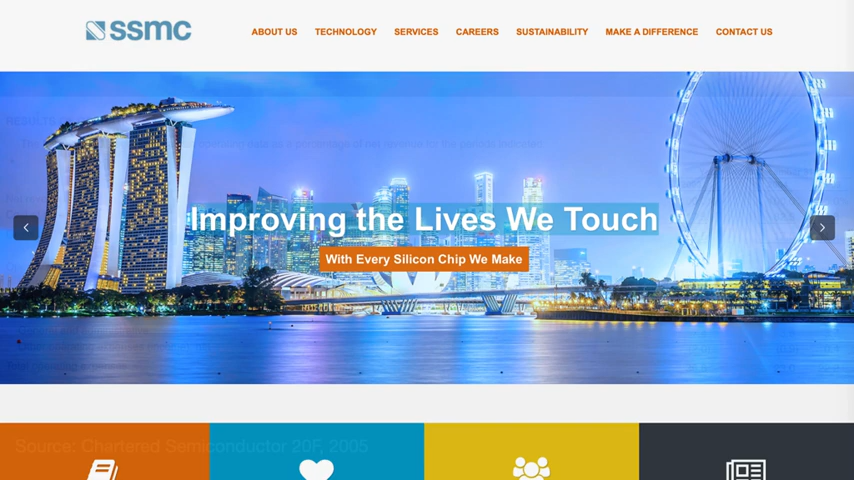 ssmc
ABOUT US TECHNOLOGY SERVICES CAREERS SUSTAINABILITY MAKE A DIFFERENCE CONTACT US
RESULTS
Improving the Lives We Touch
With Every Silicon Chip We Make
Source: Chartered Semiconductor 20F, 2005